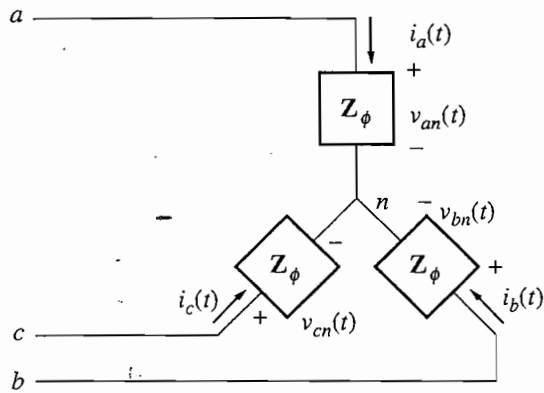 a
i_a(t)
+
Z_ϕ
v_an(t)
−
n
− v_bn(t)
−
Z_ϕ
Z_ϕ
+
i_c(t)
+
v_cn(t)
i_b(t)
c
b